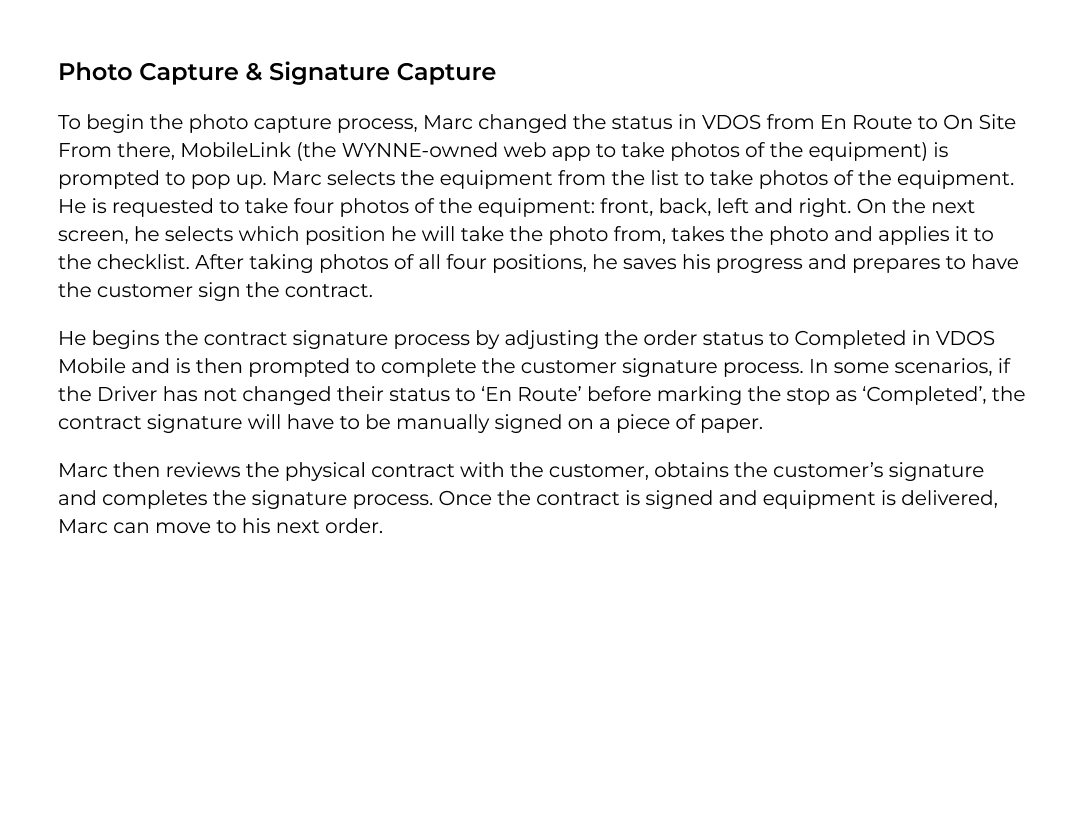 Photo Capture & Signature Capture
To begin the photo capture process, Marc changed the status in VDOS from En Route to On Site
From there, MobileLink (the WYNNE-owned web app to take photos of the equipment) is
prompted to pop up. Marc selects the equipment from the list to take photos of the equipment.
He is requested to take four photos of the equipment: front, back, left and right. On the next
screen, he selects which position he will take the photo from, takes the photo and applies it to
the checklist. After taking photos of all four positions, he saves his progress and prepares to have
the customer sign the contract.
He begins the contract signature process by adjusting the order status to Completed in VDOS
Mobile and is then prompted to complete the customer signature process. In some scenarios, if
the Driver has not changed their status to ‘En Route’ before marking the stop as ‘Completed’, the
contract signature will have to be manually signed on a piece of paper.
Marc then reviews the physical contract with the customer, obtains the customer’s signature
and completes the signature process. Once the contract is signed and equipment is delivered,
Marc can move to his next order.